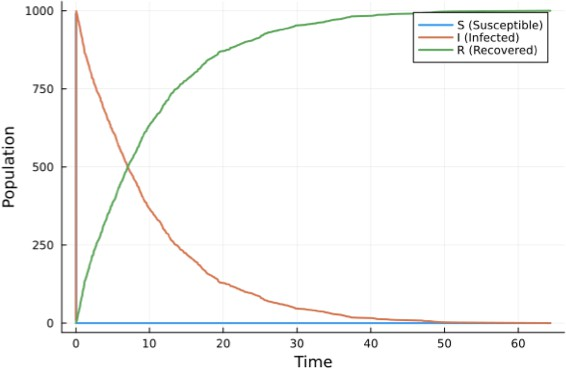 1000
750
500
250
0
Population
S (Susceptible)
I (Infected)
R (Recovered)
0 10 20 30 40 50 60
Time